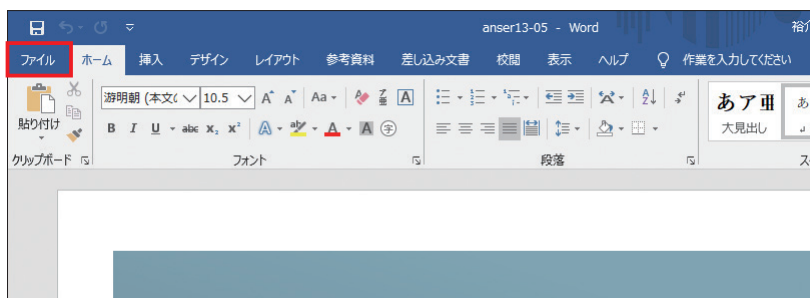 anser13-05 - Word
ファイル ホーム 挿入 デザイン レイアウト 参考資料 差し込み文書 校閲 表示 ヘルプ 作業を入力してください
游明朝 (本文 10.5 A A Aa A
貼り付け B I U abc X₂ X² A aby A A 字 あア亜
大見出し
クリップボード フォント 段落